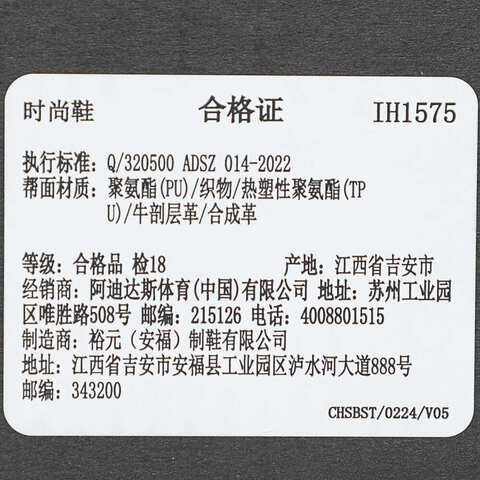 时尚鞋 合格证 IH1575
执行标准: Q/320500 ADSZ 014-2022
帮面材质: 聚氨酯(PU)/织物/热塑性聚氨酯(TP
U)/牛剖层革/合成革
等级: 合格品 检18 产地: 江西省吉安市
经销商: 阿迪达斯体育(中国)有限公司 地址: 苏州工业园
区唯胜路508号 邮编: 215126 电话: 4008801515
制造商: 裕元（安福）制鞋有限公司
地址: 江西省吉安市安福县工业园区泸水河大道888号
邮编: 343200
CHSBST/0224/V05